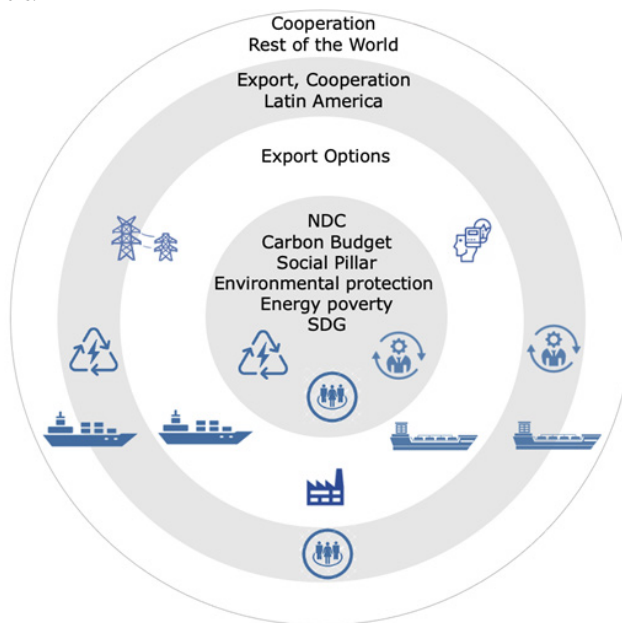 Cooperation
Rest of the World
Export, Cooperation
Latin America
Export Options
NDC
Carbon Budget
Social Pillar
Environmental protection
Energy poverty
SDG